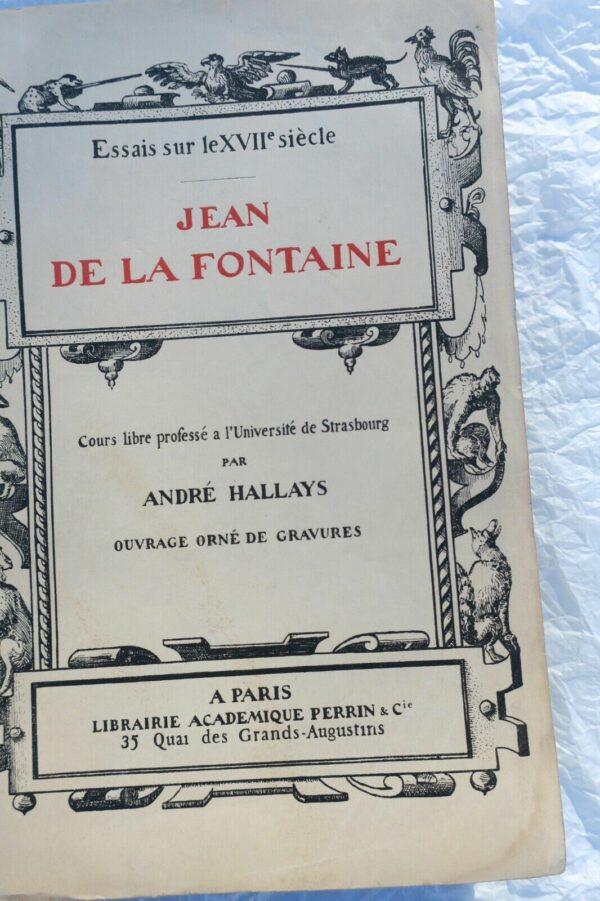 Essais sur le XVIIe siècle
JEAN
DE LA FONTAINE
Cours libre professé a l'Université de Strasbourg
PAR
ANDRÉ HALLAYS
OUVRAGE ORNÉ DE GRAVURES
A PARIS
LIBRAIRIE ACADEMIQUE PERRIN & Cie
35 Quai des Grands-Augustins